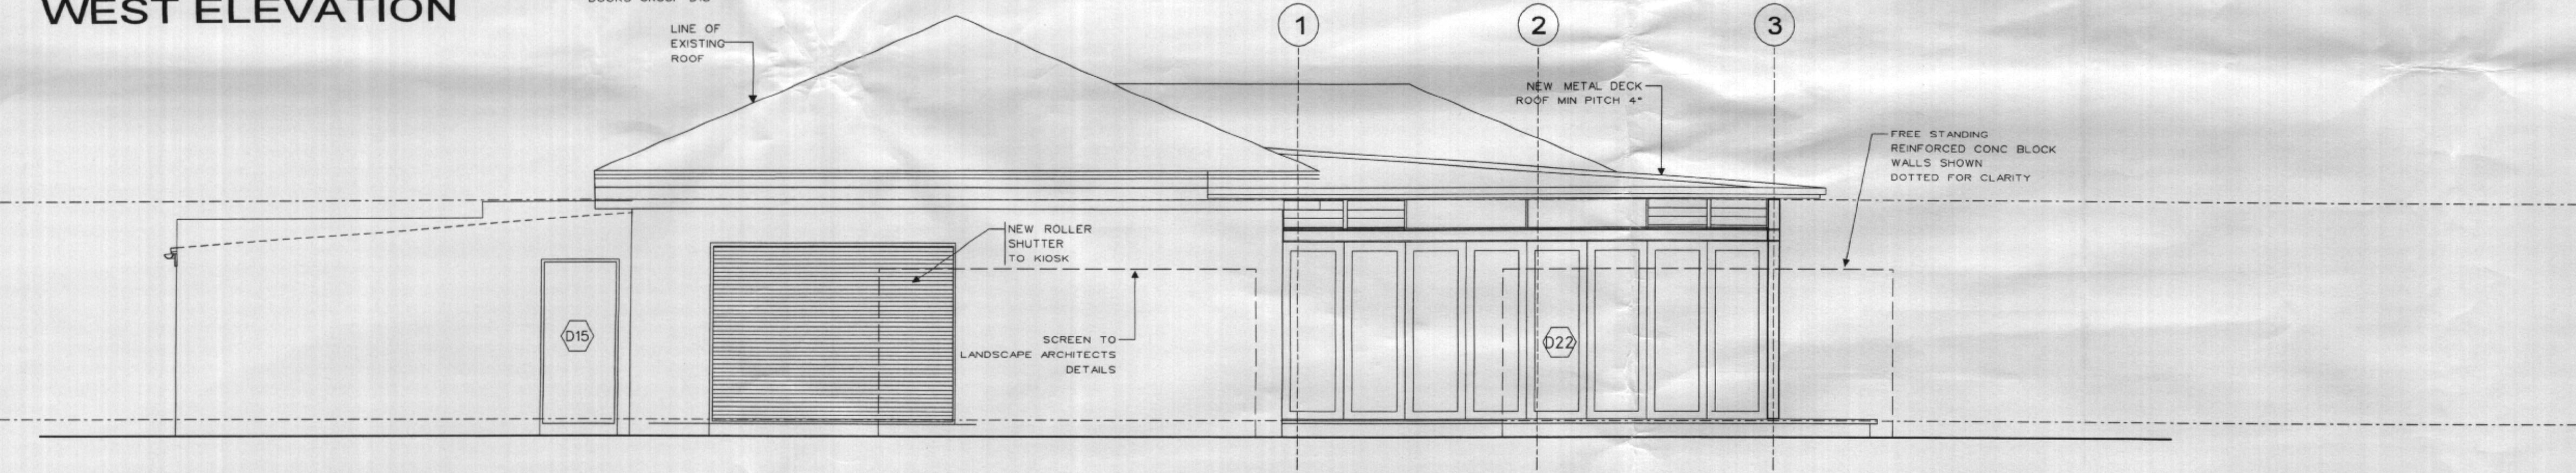 WEST ELEVATION
LINE OF
EXISTING
ROOF
1
2
3
NEW METAL DECK
ROOF MIN PITCH 4°
FREE STANDING
REINFORCED CONC BLOCK
WALLS SHOWN
DOTTED FOR CLARITY
NEW ROLLER
SHUTTER
TO KIOSK
D15
SCREEN TO
LANDSCAPE ARCHITECTS
DETAILS
D22